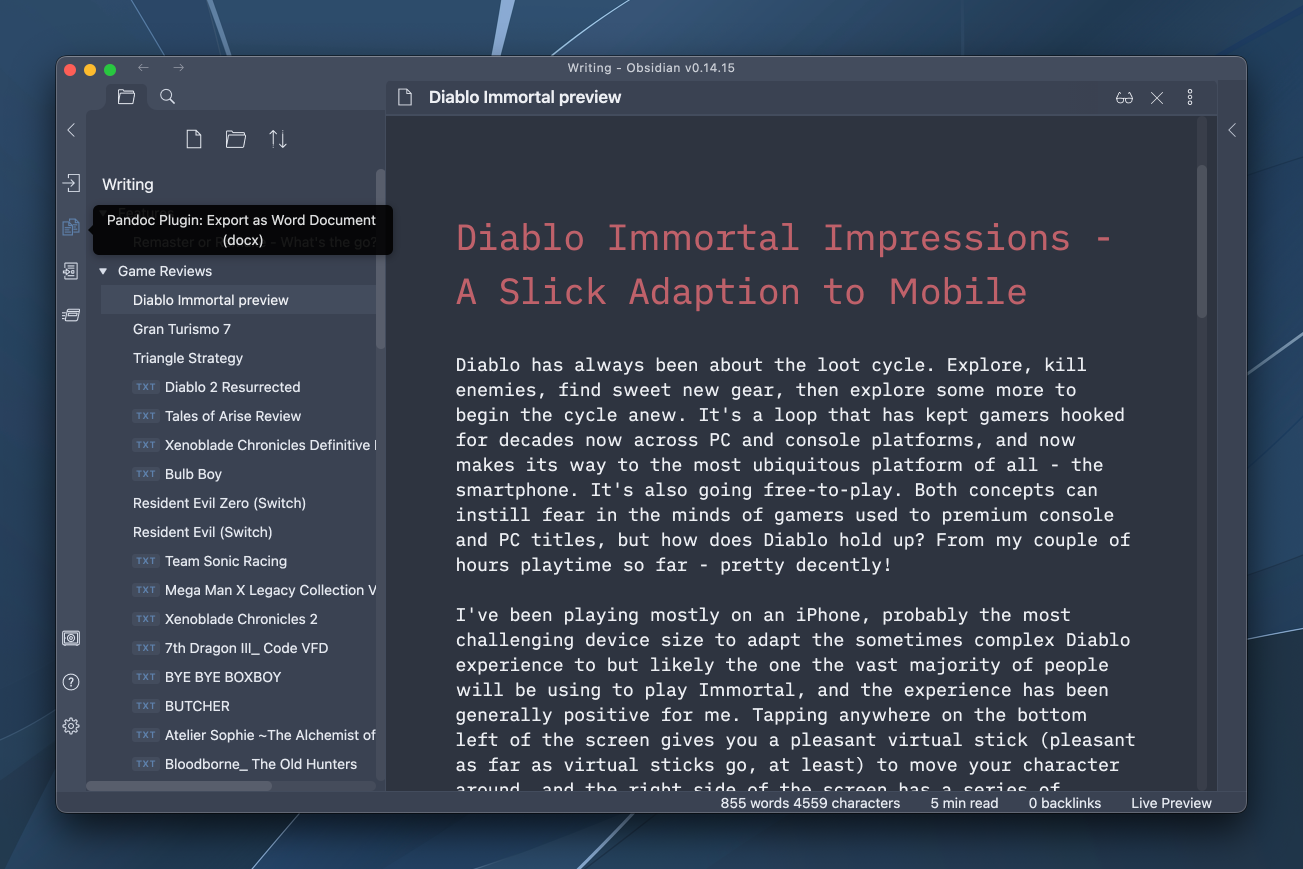 Writing - Obsidian v0.14.15
Diablo Immortal preview
Writing
Pandoc Plugin: Export as Word Document
(docx)
Remaster or R - What's the go?
Game Reviews
Diablo Immortal preview
Gran Turismo 7
Triangle Strategy
TXT Diablo 2 Resurrected
TXT Tales of Arise Review
TXT Xenoblade Chronicles Definitive
TXT Bulb Boy
Resident Evil Zero (Switch)
Resident Evil (Switch)
TXT Team Sonic Racing
TXT Mega Man X Legacy Collection V
TXT Xenoblade Chronicles 2
TXT 7th Dragon III_ Code VFD
TXT BYE BYE BOXBOY
TXT BUTCHER
TXT Atelier Sophie ~The Alchemist of
TXT Bloodborne_ The Old Hunters
Diablo Immortal Impressions -
A Slick Adaption to Mobile
Diablo has always been about the loot cycle. Explore, kill
enemies, find sweet new gear, then explore some more to
begin the cycle anew. It's a loop that has kept gamers hooked
for decades now across PC and console platforms, and now
makes its way to the most ubiquitous platform of all - the
smartphone. It's also going free-to-play. Both concepts can
instill fear in the minds of gamers used to premium console
and PC titles, but how does Diablo hold up? From my couple of
hours playtime so far - pretty decently!
I've been playing mostly on an iPhone, probably the most
challenging device size to adapt the sometimes complex Diablo
experience to but likely the one the vast majority of people
will be using to play Immortal, and the experience has been
generally positive for me. Tapping anywhere on the bottom
left of the screen gives you a pleasant virtual stick (pleasant
as far as virtual sticks go, at least) to move your character
around, and the right side of the screen has a series of
855 words 4559 characters
5 min read
0 backlinks
Live Preview